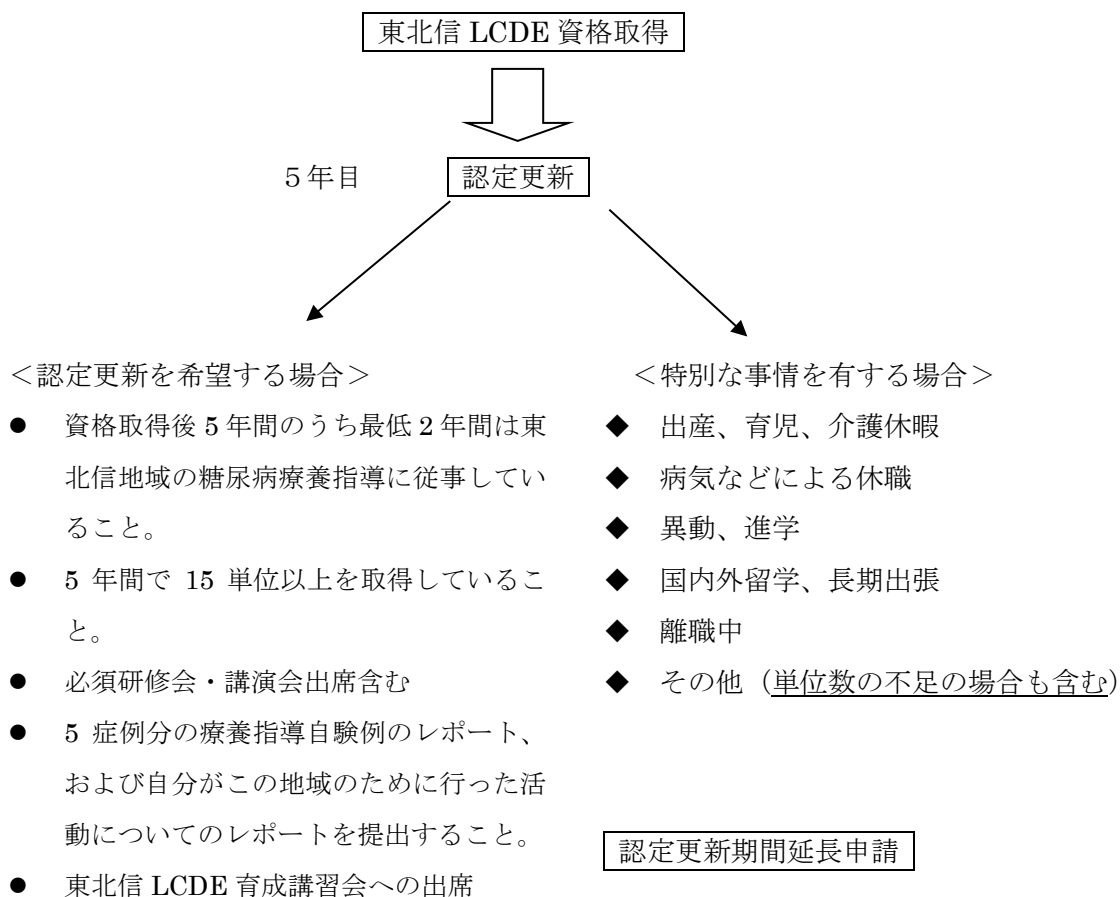 東北信 LCDE 資格取得
５年目
認定更新
＜認定更新を希望する場合＞
● 資格取得後 5 年間のうち最低 2 年間は東
北信地域の糖尿病療養指導に従事してい
ること。
● 5 年間で 15 単位以上を取得しているこ
と。
● 必須研修会・講演会出席含む
● 5 症例分の療養指導自験例のレポート、
および自分がこの地域のために行った活
動についてのレポートを提出すること。
● 東北信 LCDE 育成講習会への出席
＜特別な事情を有する場合＞
◆ 出産、育児、介護休暇
◆ 病気などによる休職
◆ 異動、進学
◆ 国内外留学、長期出張
◆ 離職中
◆ その他（単位数の不足の場合も含む）
認定更新期間延長申請